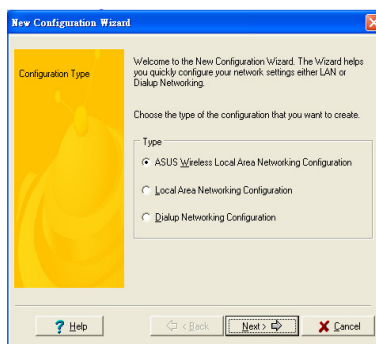 New Configuration Wizard
Configuration Type
Welcome to the New Configuration Wizard. The Wizard helps
you quickly configure your network settings either LAN or
Dialup Networking.
Choose the type of the configuration that you want to create.
Type
ASUS Wireless Local Area Networking Configuration
Local Area Networking Configuration
Dialup Networking Configuration
? Help
< Back
Next >
Cancel